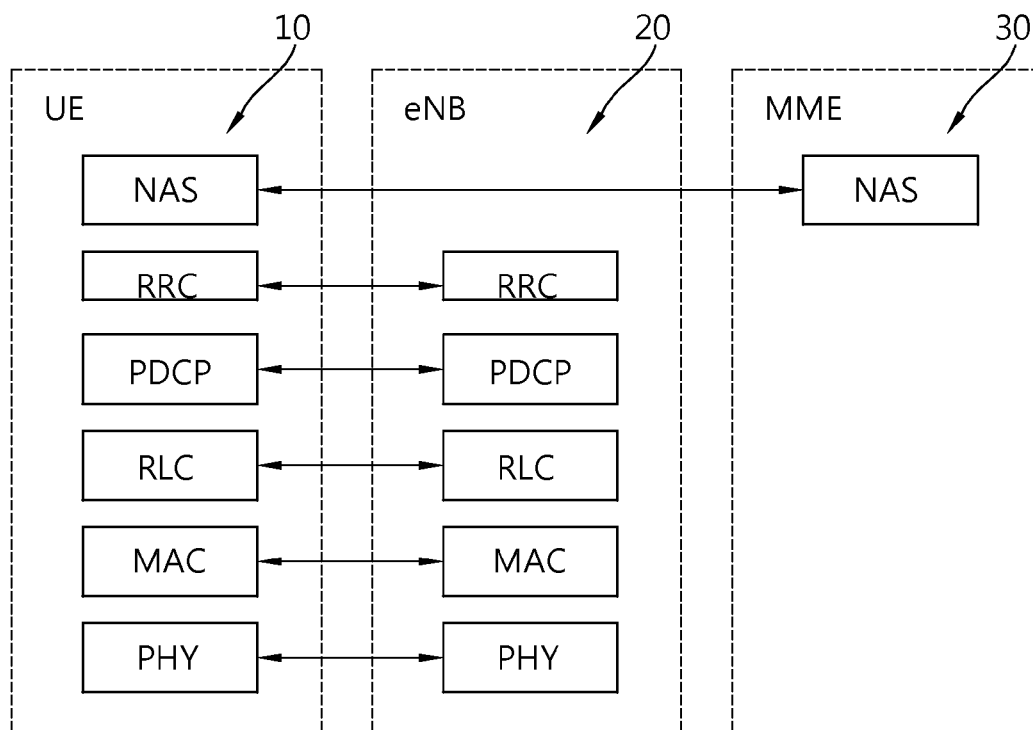 10 20 30
UE eNB MME
NAS NAS
RRC RRC
PDCP PDCP
RLC RLC
MAC MAC
PHY PHY